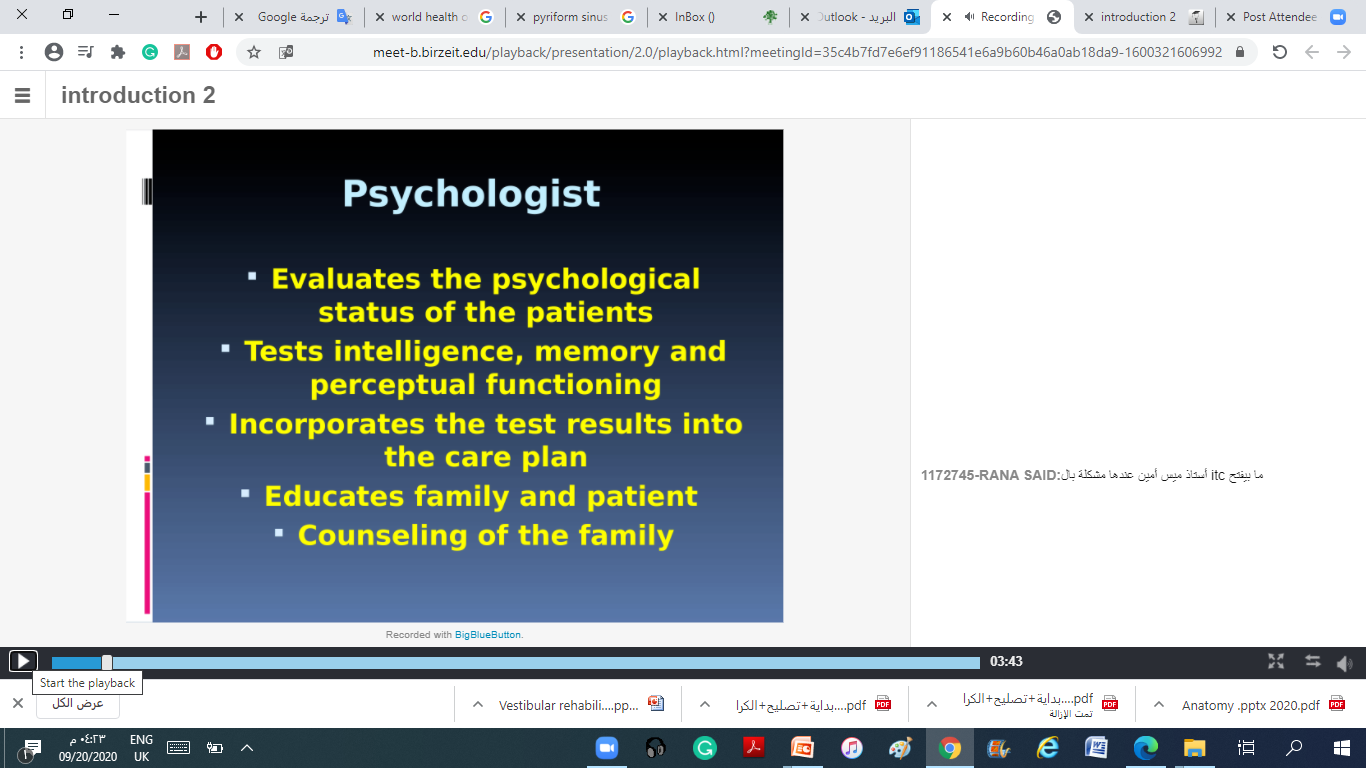 ترجمة Google
world health o
pyriform sinus
InBox ()
البريد - Outlook
Recording
introduction 2
Post Attendee
meet-b.birzeit.edu/playback/presentation/2.0/playback.html?meetingId=35c4b7fd7e6ef91186541e6a9b60b46a0ab18da9-1600321606992
introduction 2
Psychologist
Evaluates the psychological
status of the patients
Tests intelligence, memory and
perceptual functioning
Incorporates the test results into
the care plan
Educates family and patient
Counseling of the family
1172745-RANA SAID:أستاذ ميس أمين عندها مشكلة بال itc ما بيفتح
Recorded with BigBlueButton.
03:43
Start the playback
عرض الكل
Vestibular rehabili....pp...
بداية+تصليح+الكرا....pdf
بداية+تصليح+الكرا....pdf
تمت الإزالة
Anatomy .pptx 2020.pdf
٠٤:٢٣ م
09/20/2020
ENG
UK